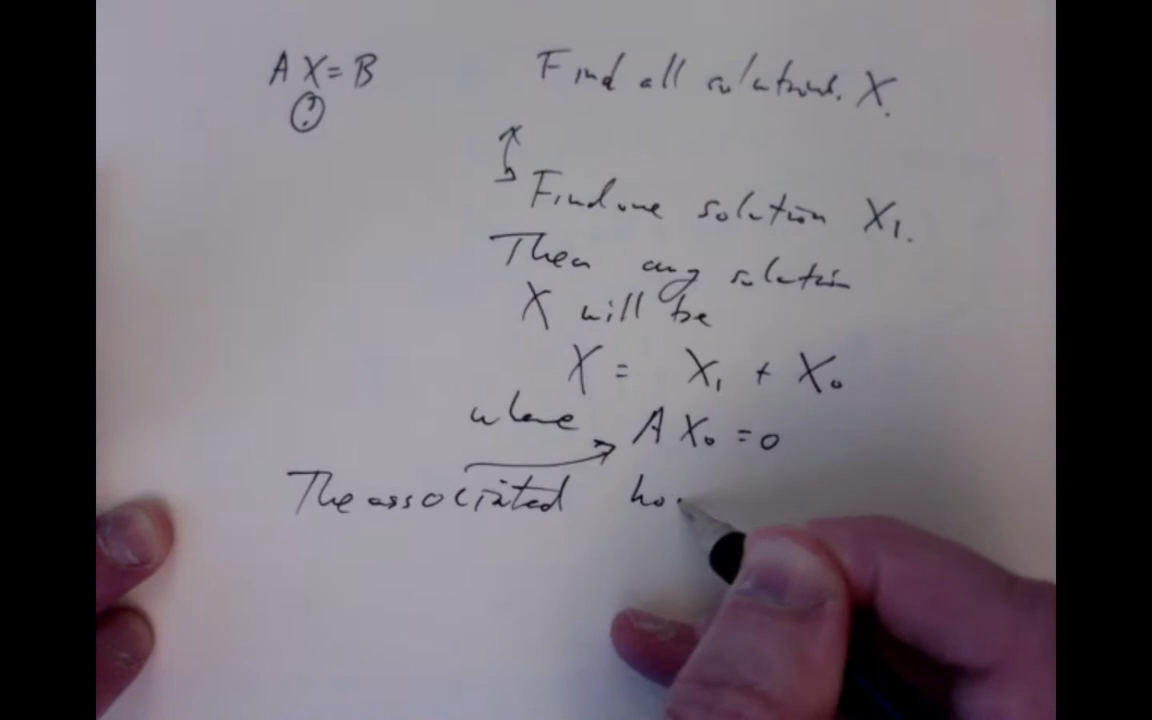 AX=B Find all solutions. X.
?
Find one solution X₁.
Then any solution
X will be
X = X₁ + X₀
where AX₀ = 0
The associated ho